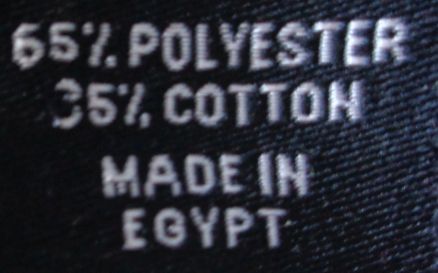 65% POLYESTER
35% COTTON
MADE IN
EGYPT